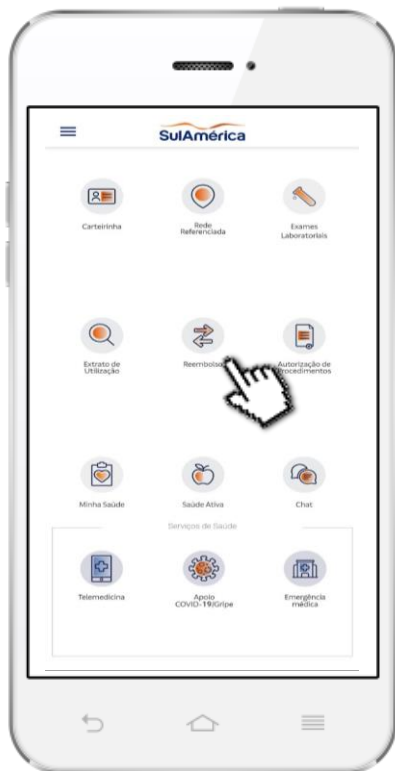 SulAmérica
Carteirinha
Rede
Referenciada
Exames
Laboratoriais
Extrato de
Utilização
Reembolso
Autorização de
Procedimentos
Minha Saúde
Saúde Ativa
Chat
Serviços de Saúde
Telemedicina
Apoio
COVID-19/Gripe
Emergência
médica